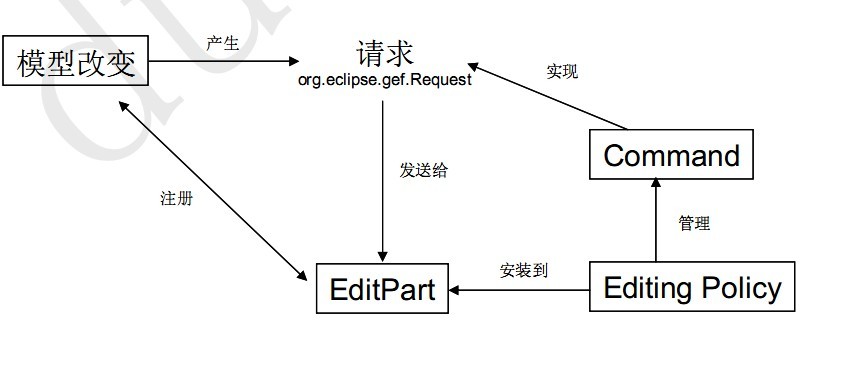 产生
请求
模型改变
org.eclipse.gef.Request
实现
Command
发送给
注册
管理
安装到
EditPart
Editing Policy